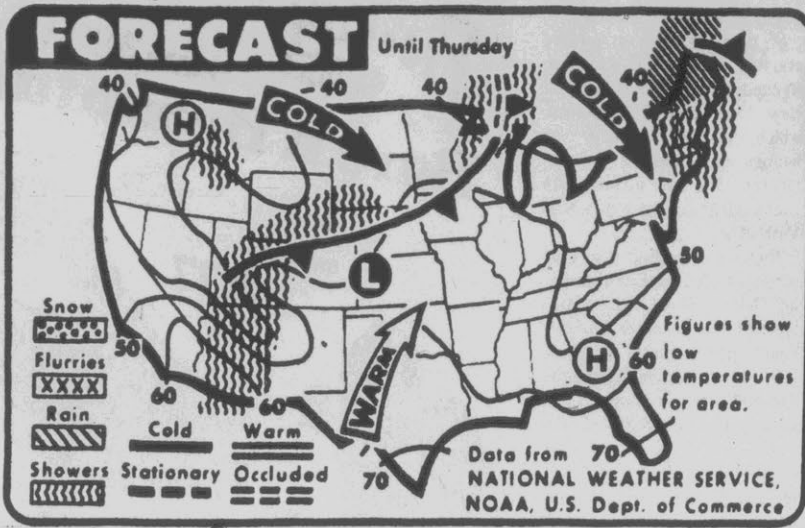 FORECAST
Until Thursday
40
40
40
40
COLD
COLD
H
L
H
WARM
50
60
70
50
60
60
70
Snow
Flurries
XXXX
Rain
Showers
Cold
Warm
Stationary
Occluded
Figures show
low
temperatures
for area.
Data from
NATIONAL WEATHER SERVICE,
NOAA, U.S. Dept. of Commerce